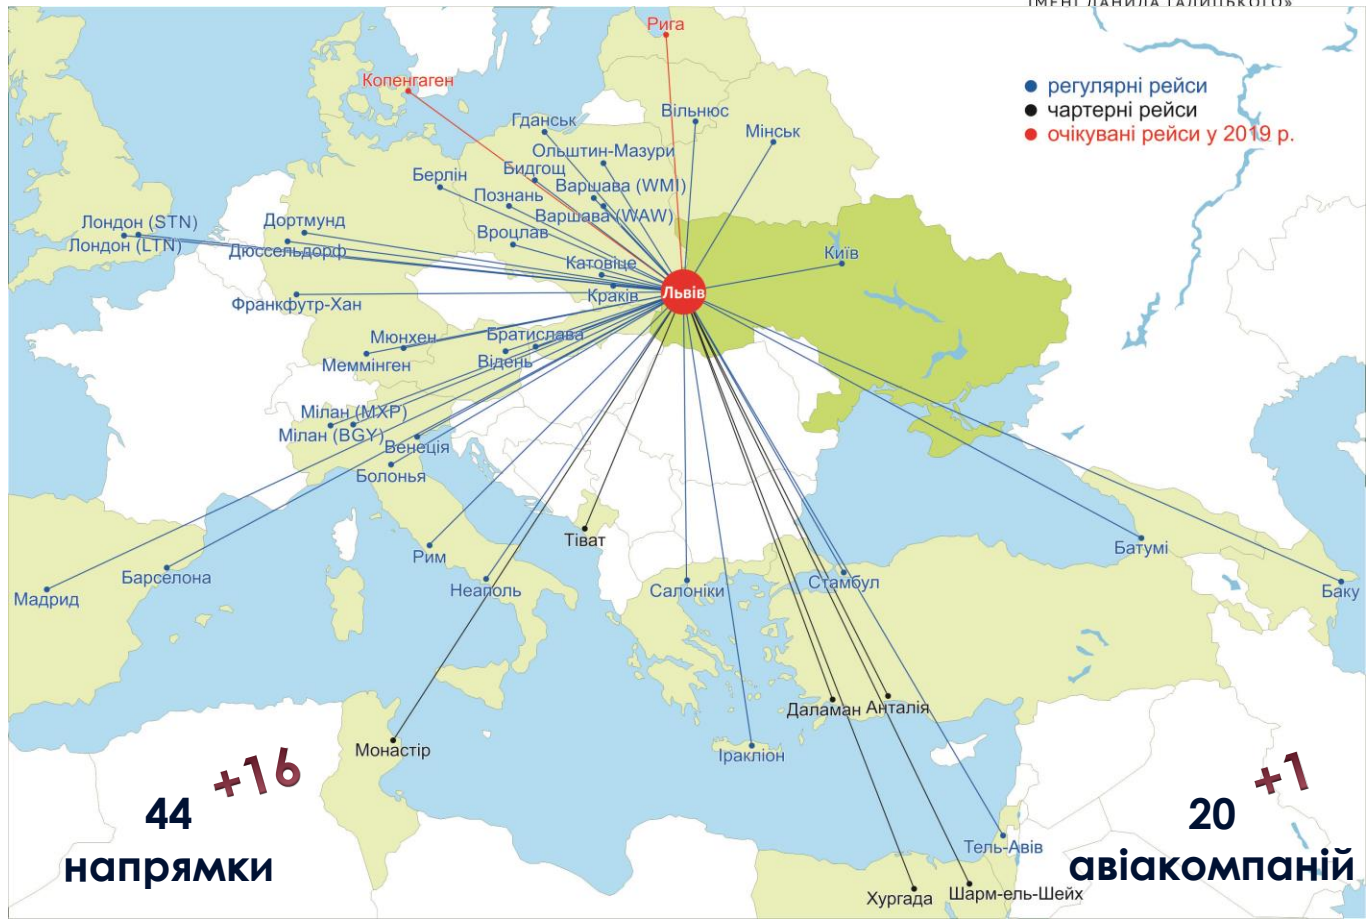 ІМЕНІ ДАНИЛА ГАЛИЦЬКОГО»
Рига
Копенгаген
● регулярні рейси
● чартерні рейси
● очікувані рейси у 2019 р.
Вільнюс
Гданськ
Мінськ
Ольштин-Мазури
Бидгощ
Берлін
Варшава (WMI)
Познань
Варшава (WAW)
Лондон (STN)
Дортмунд
Вроцлав
Лондон (LTN)
Дюссельдорф
Київ
Катовіце
Львів
Краків
Франкфутр-Хан
Мюнхен
Братислава
Меммінген
Відень
Мілан (MXP)
Мілан (BGY)
Венеція
Болонья
Тіват
Батумі
Рим
Барселона
Стамбул
Неаполь
Салоніки
Баку
Мадрид
Даламан
Анталія
Монастір
Іракліон
44 +16
напрямки
20 +1
авіакомпаній
Тель-Авів
Хургада
Шарм-ель-Шейх